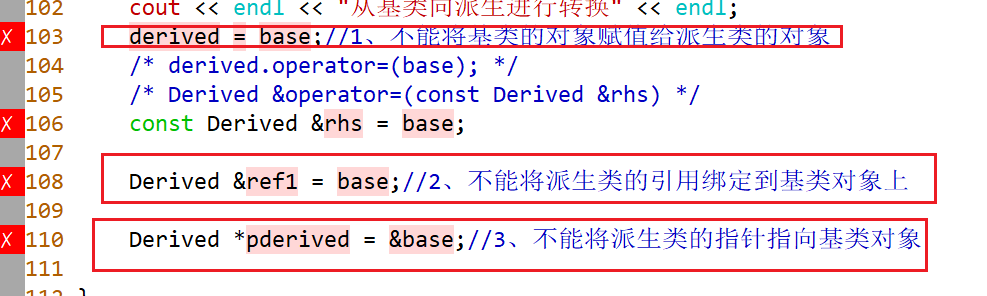 102 cout << endl << "从基类向派生进行转换" << endl;
X 103 derived = base;//1、不能将基类的对象赋值给派生类的对象
104 /* derived.operator=(base); */
105 /* Derived &operator=(const Derived &rhs) */
X 106 const Derived &rhs = base;
107
X 108 Derived &ref1 = base;//2、不能将派生类的引用绑定到基类对象上
109
X 110 Derived *pderived = &base;//3、不能将派生类的指针指向基类对象
111
112 }